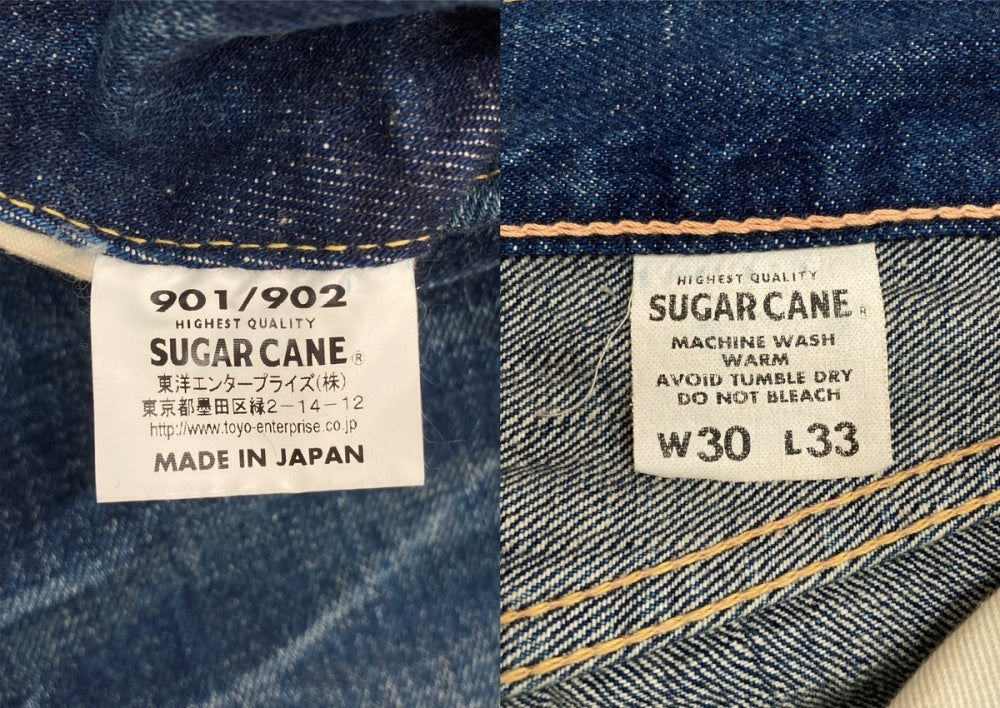 901/902
HIGHEST QUALITY
SUGAR CANE ®
東洋エンタープライズ(株)
東京都墨田区緑2-14-12
http://www.toyo-enterprise.co.jp
MADE IN JAPAN
HIGHEST QUALITY
SUGAR CANE ®
MACHINE WASH
WARM
AVOID TUMBLE DRY
DO NOT BLEACH
W30 L33